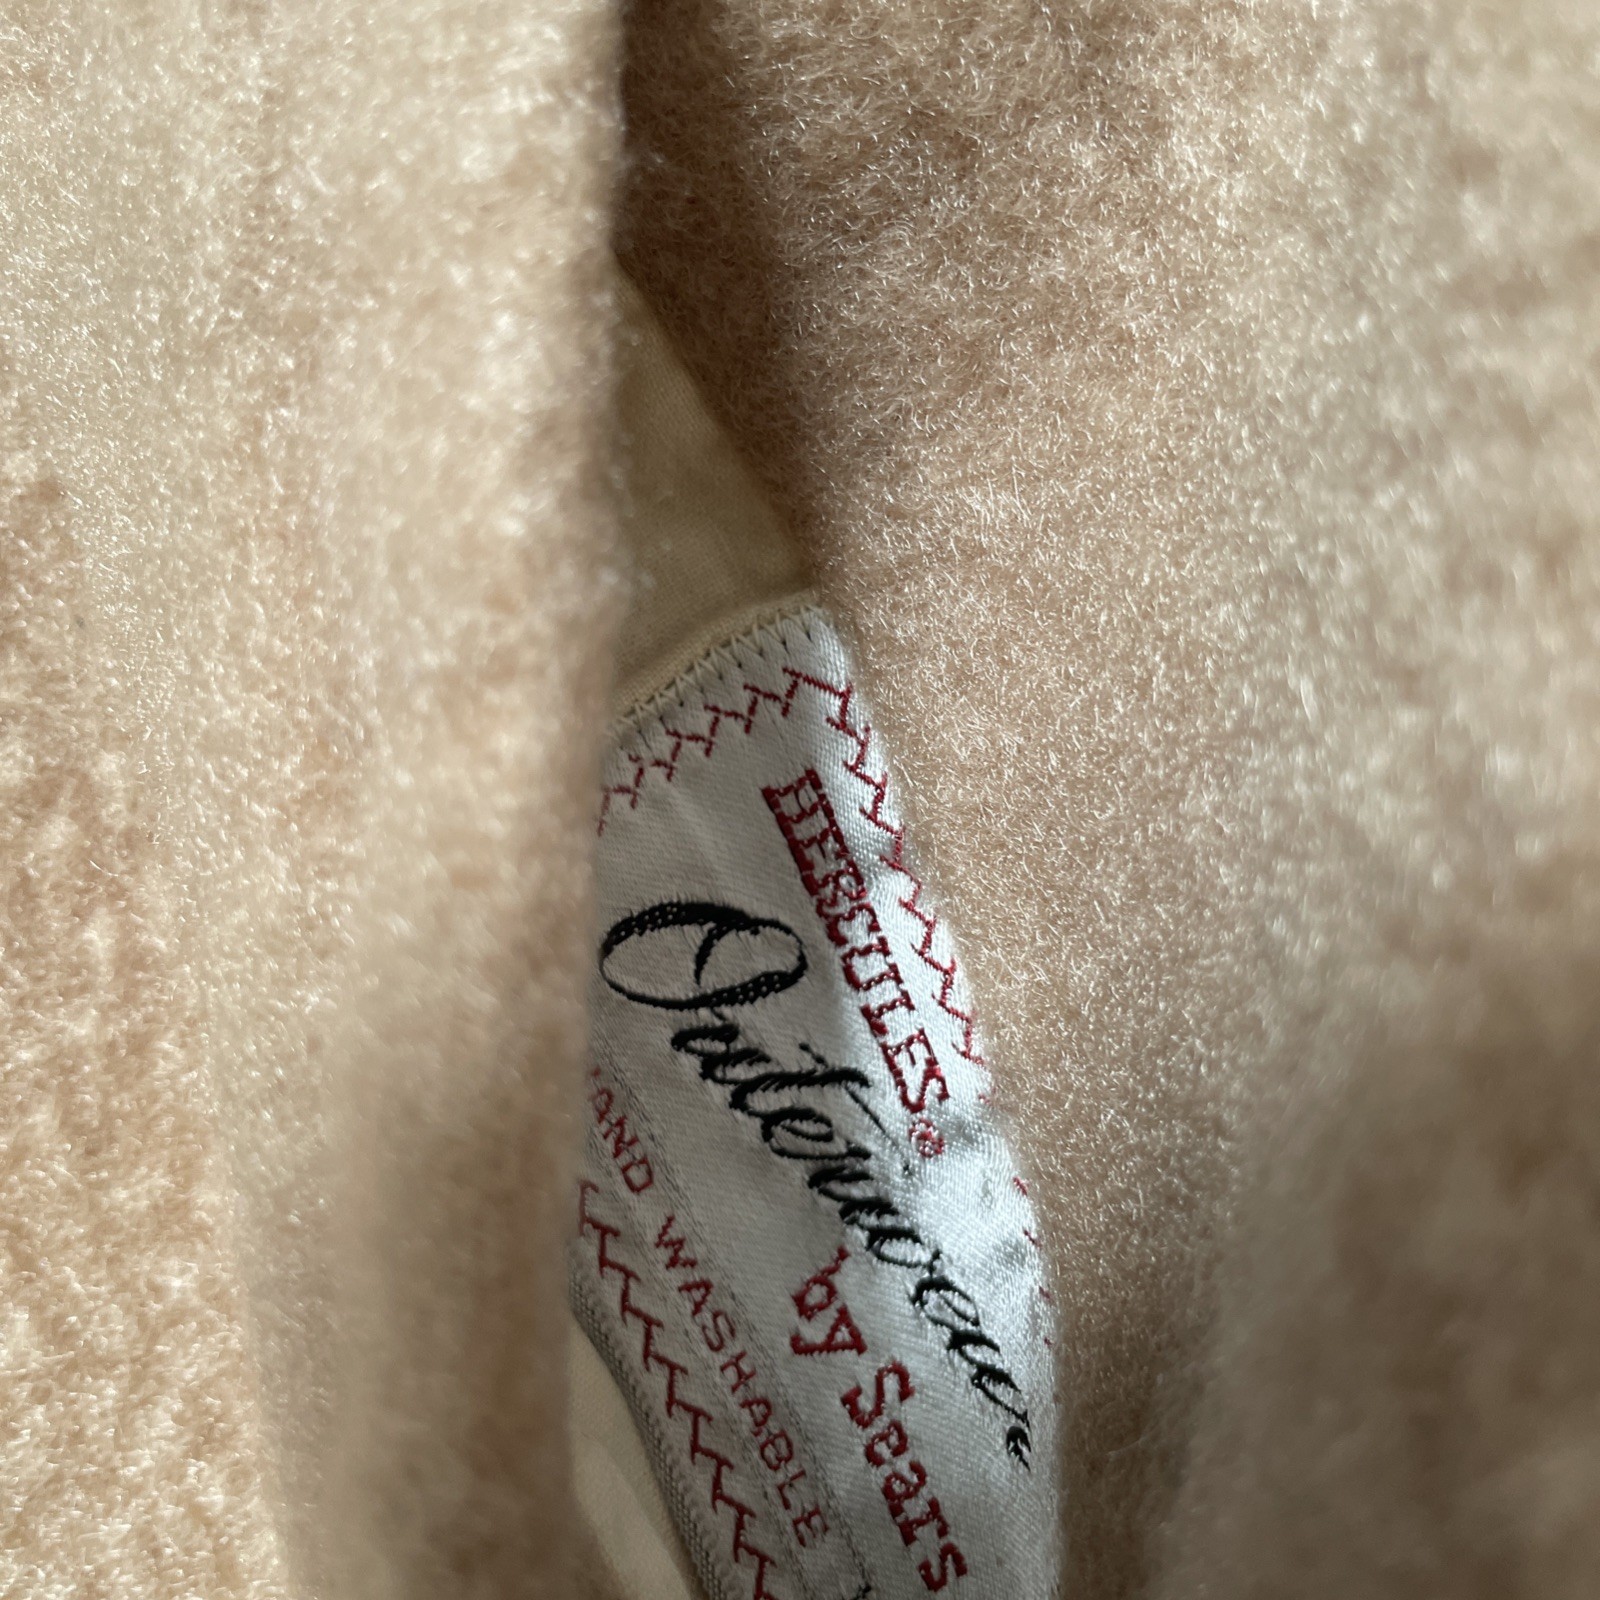 HERCULES®
Outerwear
by Sears
HAND WASHABLE